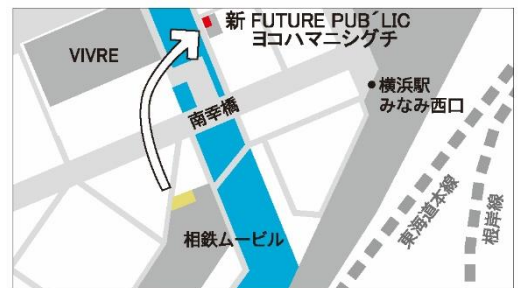 新 FUTURE PUB´LIC
ヨコハマニシグチ
VIVRE
横浜駅
みなみ西口
南幸橋
相鉄ムービル
東海道本線
根岸線